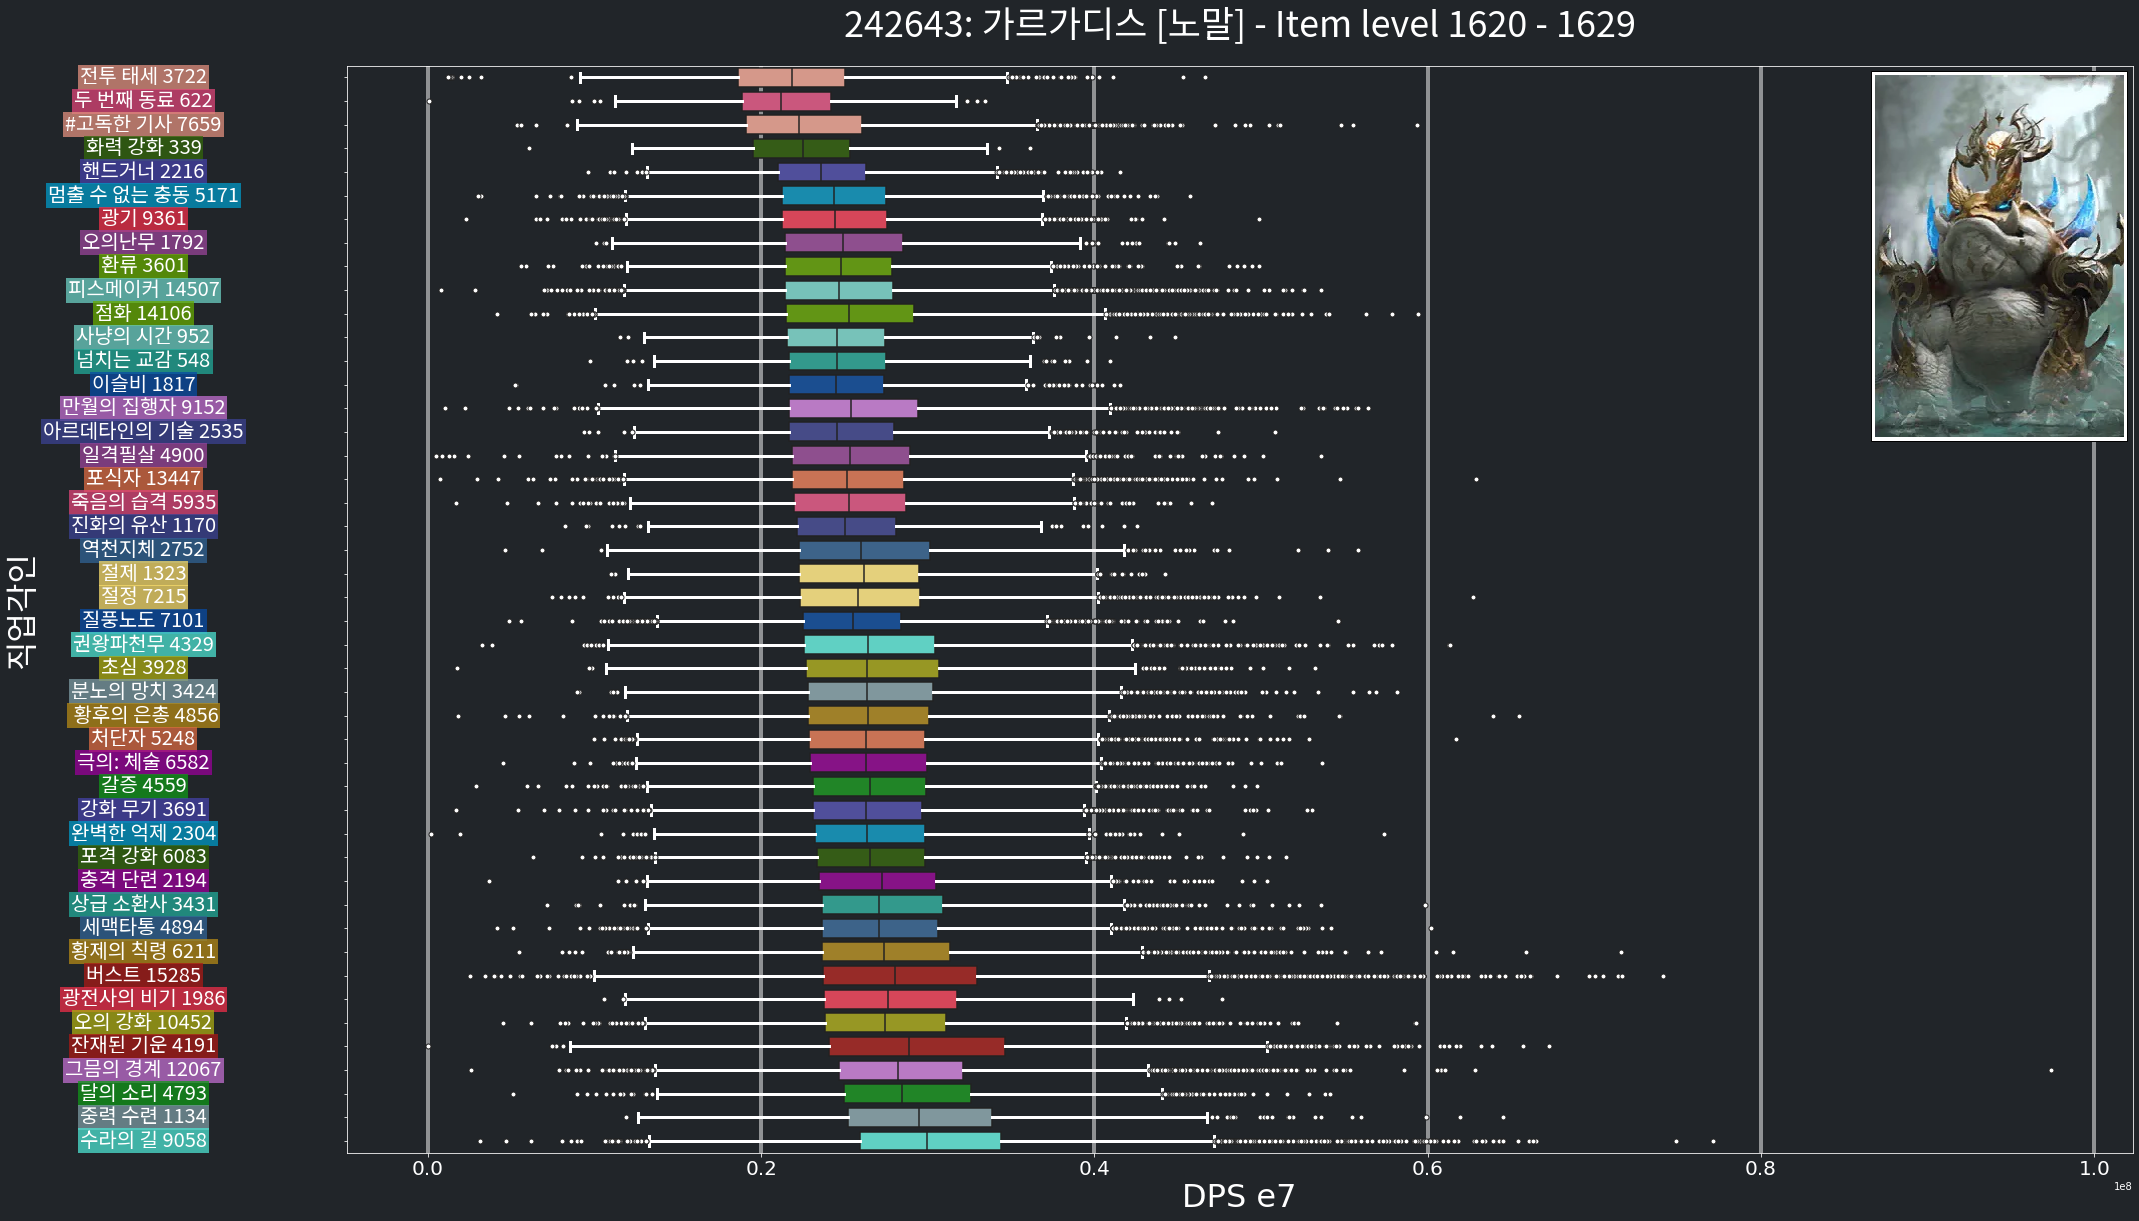 242643: 가르가디스 [노말] - Item level 1620 - 1629
전투 태세 3722
두 번째 동료 622
#고독한 기사 7659
화력 강화 339
핸드거너 2216
멈출 수 없는 충동 5171
광기 9361
오의난무 1792
환류 3601
피스메이커 14507
점화 14106
사냥의 시간 952
넘치는 교감 548
이슬비 1817
만월의 집행자 9152
아르데타인의 기술 2535
일격필살 4900
포식자 13447
죽음의 습격 5935
진화의 유산 1170
역천지체 2752
절제 1323
절정 7215
질풍노도 7101
권왕파천무 4329
초심 3928
분노의 망치 3424
황후의 은총 4856
처단자 5248
극의: 체술 6582
갈증 4559
강화 무기 3691
완벽한 억제 2304
포격 강화 6083
충격 단련 2194
상급 소환사 3431
세맥타통 4894
황제의 칙령 6211
버스트 15285
광전사의 비기 1986
오의 강화 10452
잔재된 기운 4191
그믐의 경계 12067
달의 소리 4793
중력 수련 1134
수라의 길 9058
직업각인
0.0 0.2 0.4 0.6 0.8 1.0
1e8
DPS e7